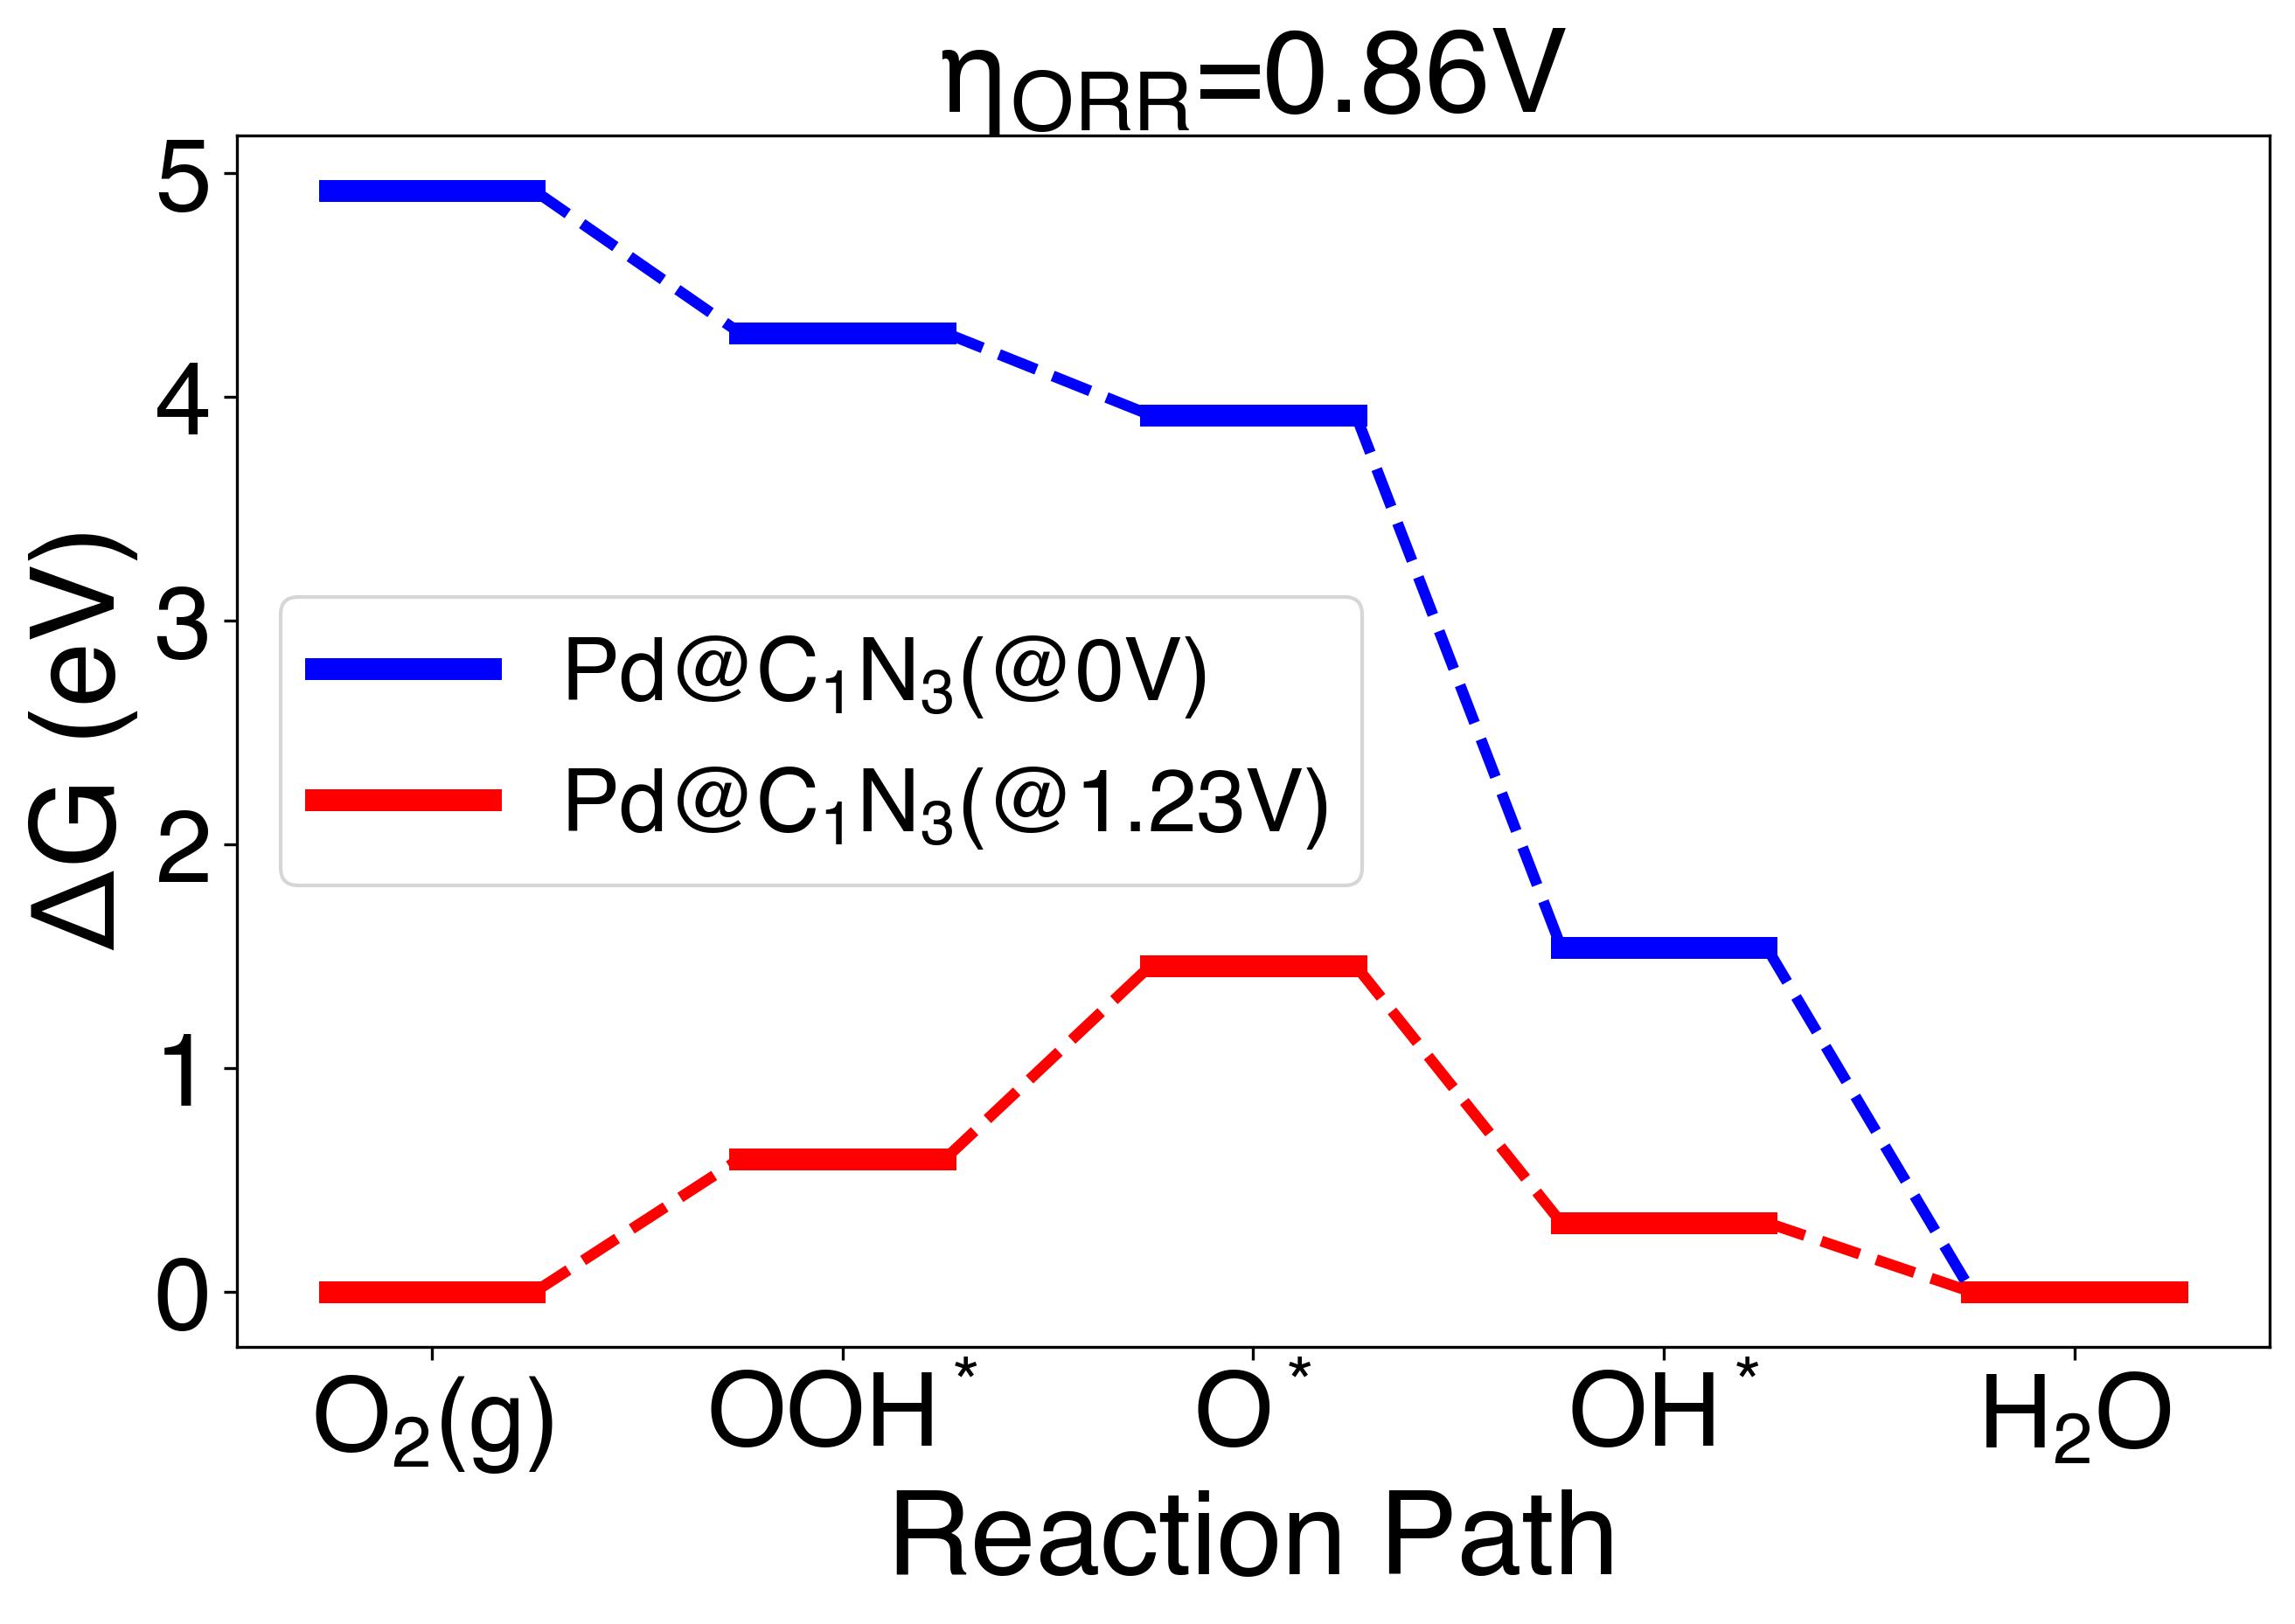 η_ORR=0.86V
5
4
3
2
1
0
ΔG (eV)
Pd@C₁N₃(@0V)
Pd@C₁N₃(@1.23V)
O₂(g) OOH* O* OH* H₂O
Reaction Path